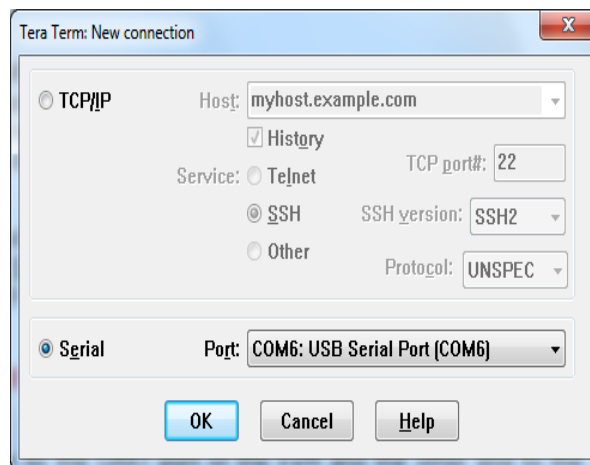 Tera Term: New connection
TCP/IP Host: myhost.example.com
History
Service: Telnet TCP port#: 22
SSH SSH version: SSH2
Other Protocol: UNSPEC
Serial Port: COM6: USB Serial Port (COM6)
OK Cancel Help